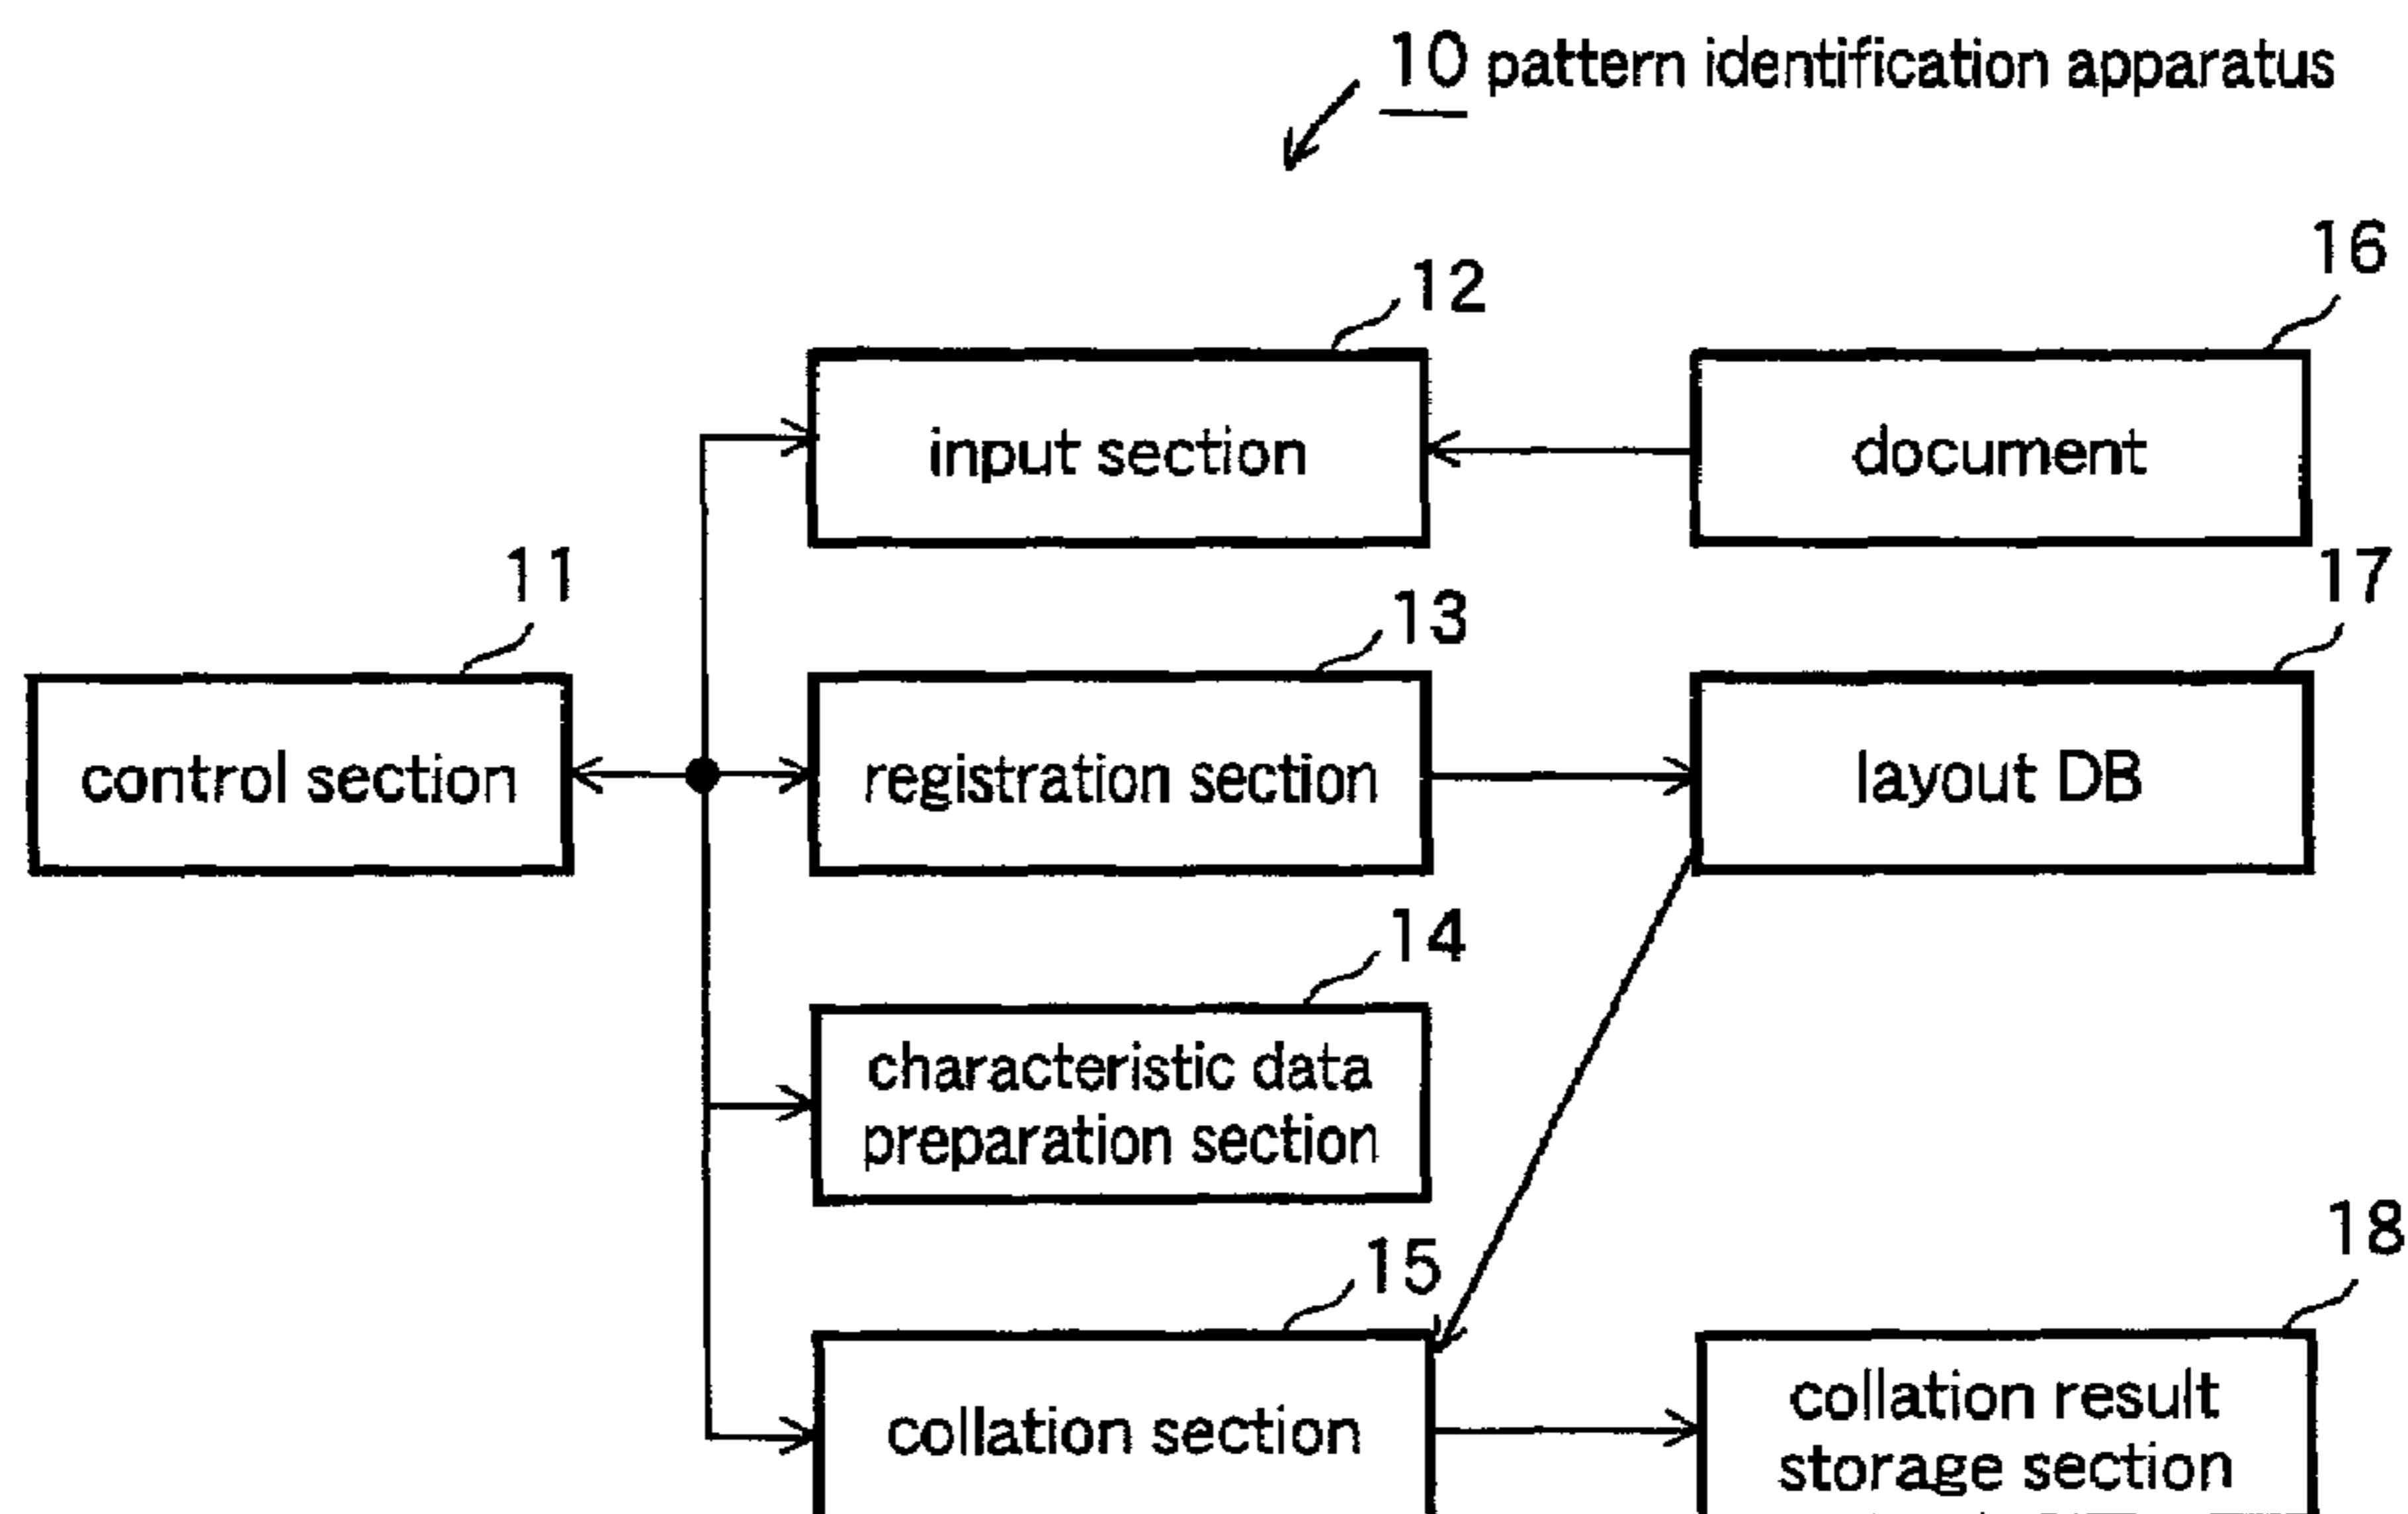 10 pattern identification apparatus
16
12
input section
document
11
13
17
control section
registration section
layout DB
14
characteristic data
preparation section
15
18
collation section
collation result
storage section